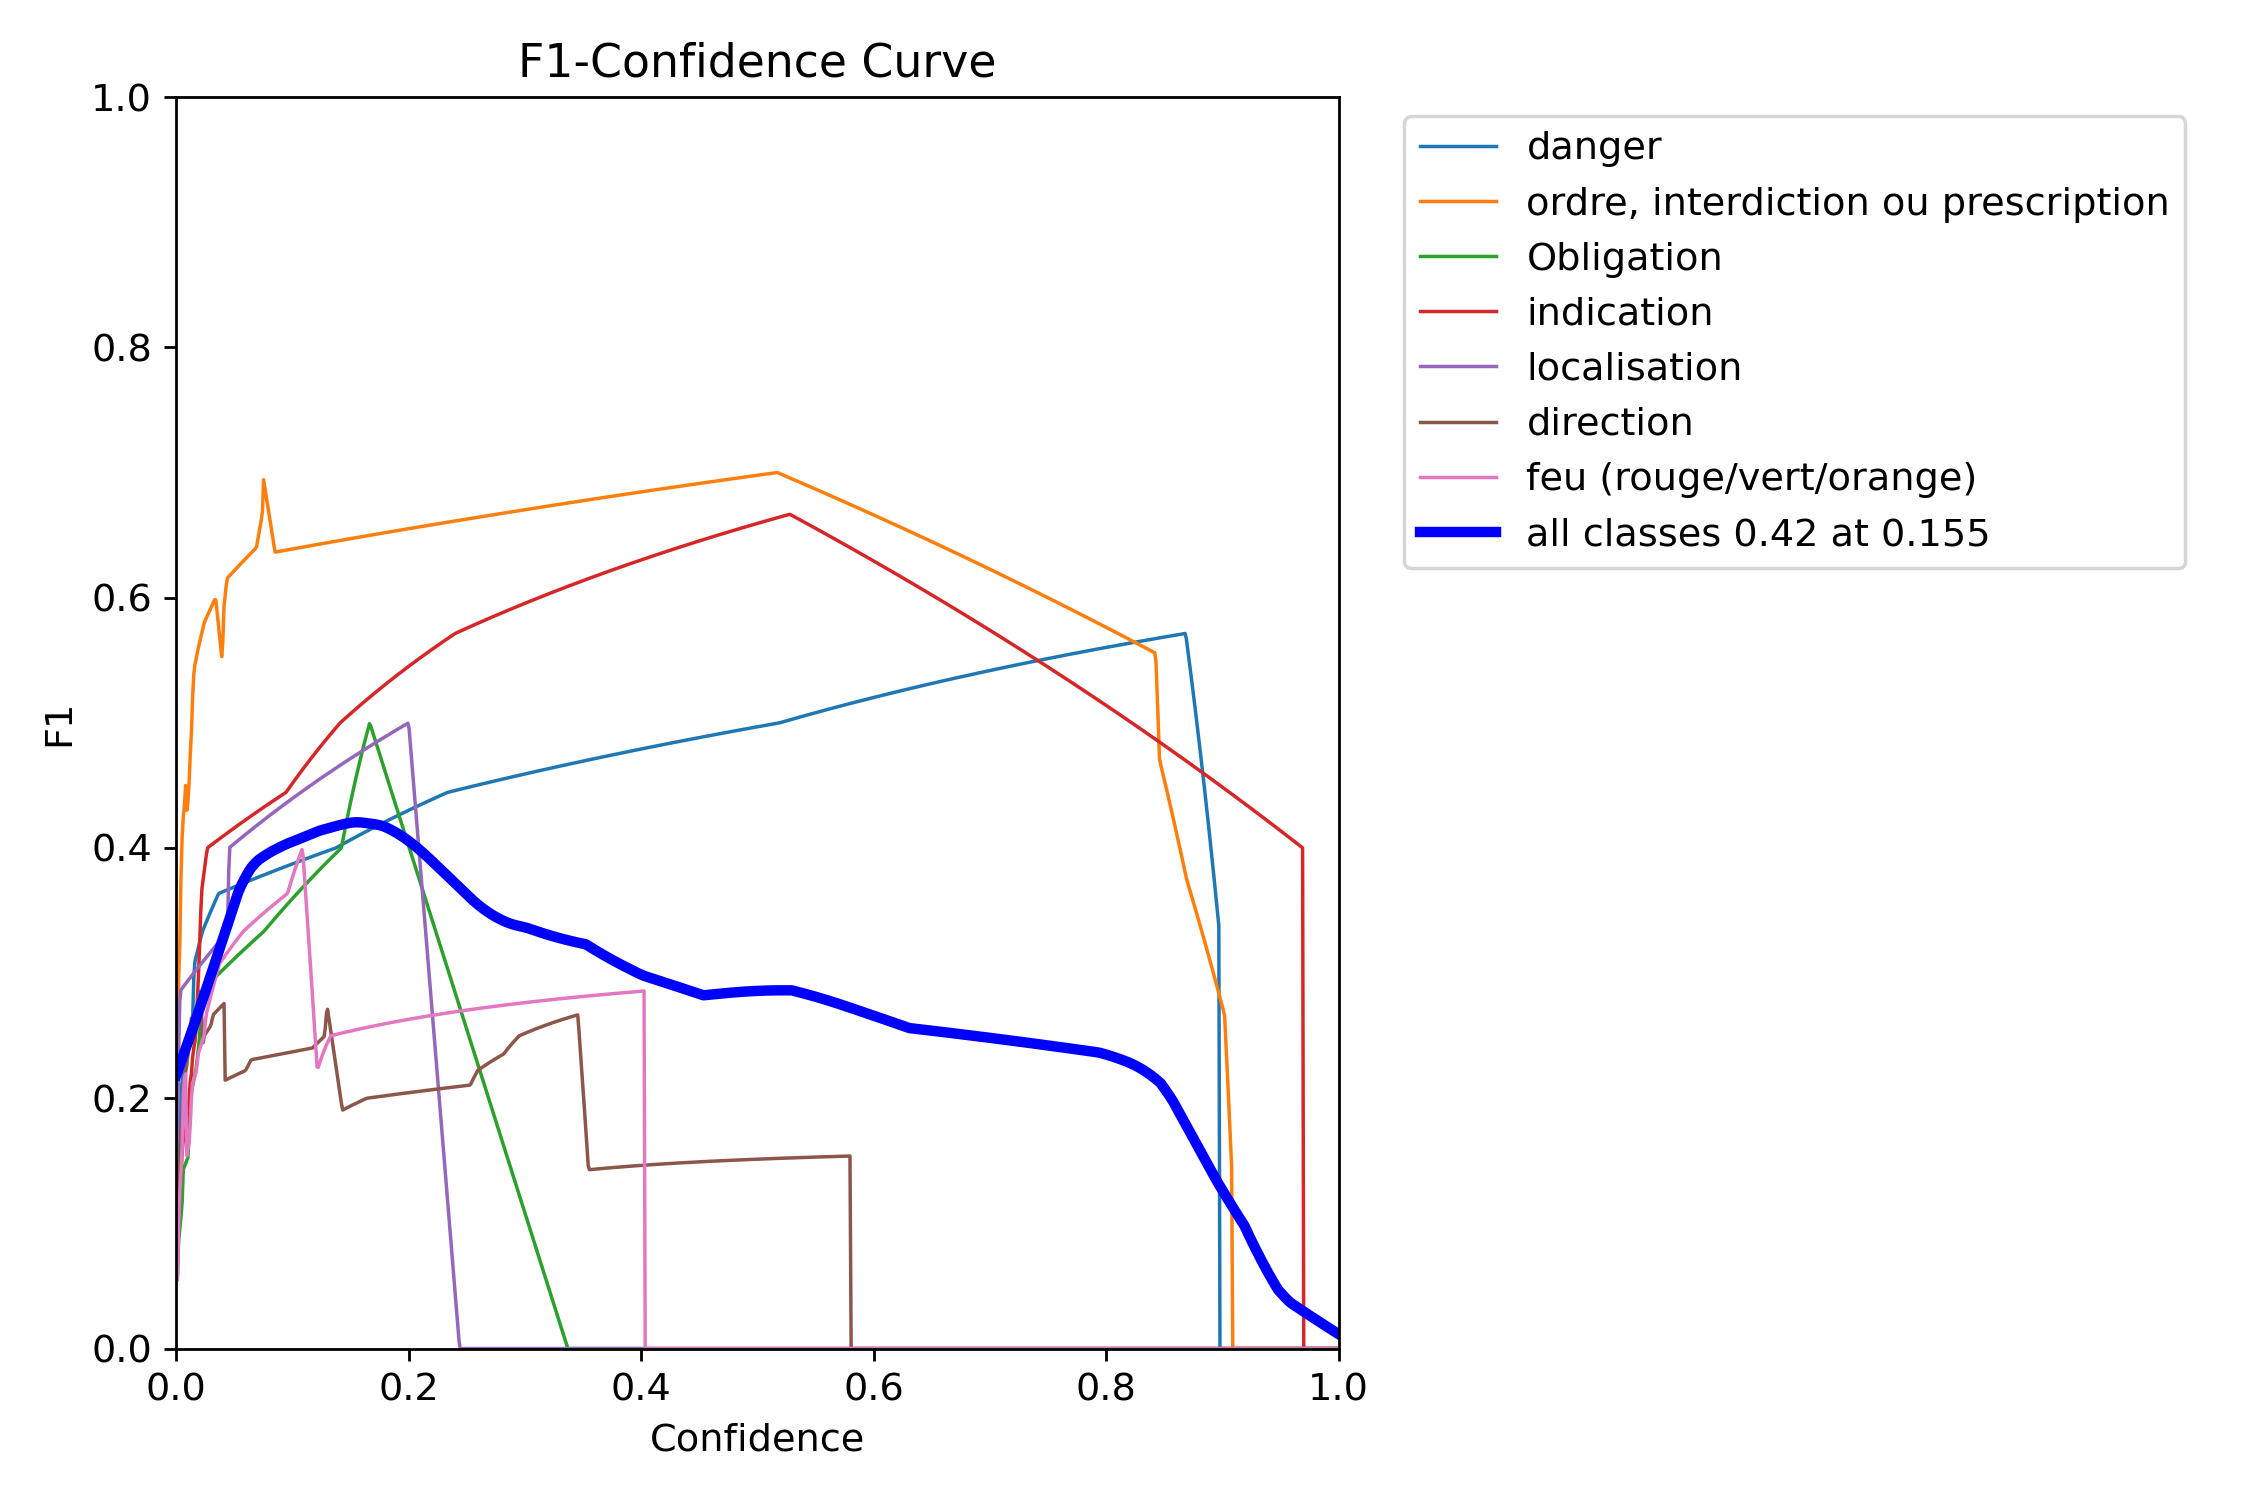 F1-Confidence Curve
1.0
0.8
0.6
0.4
0.2
0.0
F1
0.0 0.2 0.4 0.6 0.8 1.0
Confidence
danger
ordre, interdiction ou prescription
Obligation
indication
localisation
direction
feu (rouge/vert/orange)
all classes 0.42 at 0.155